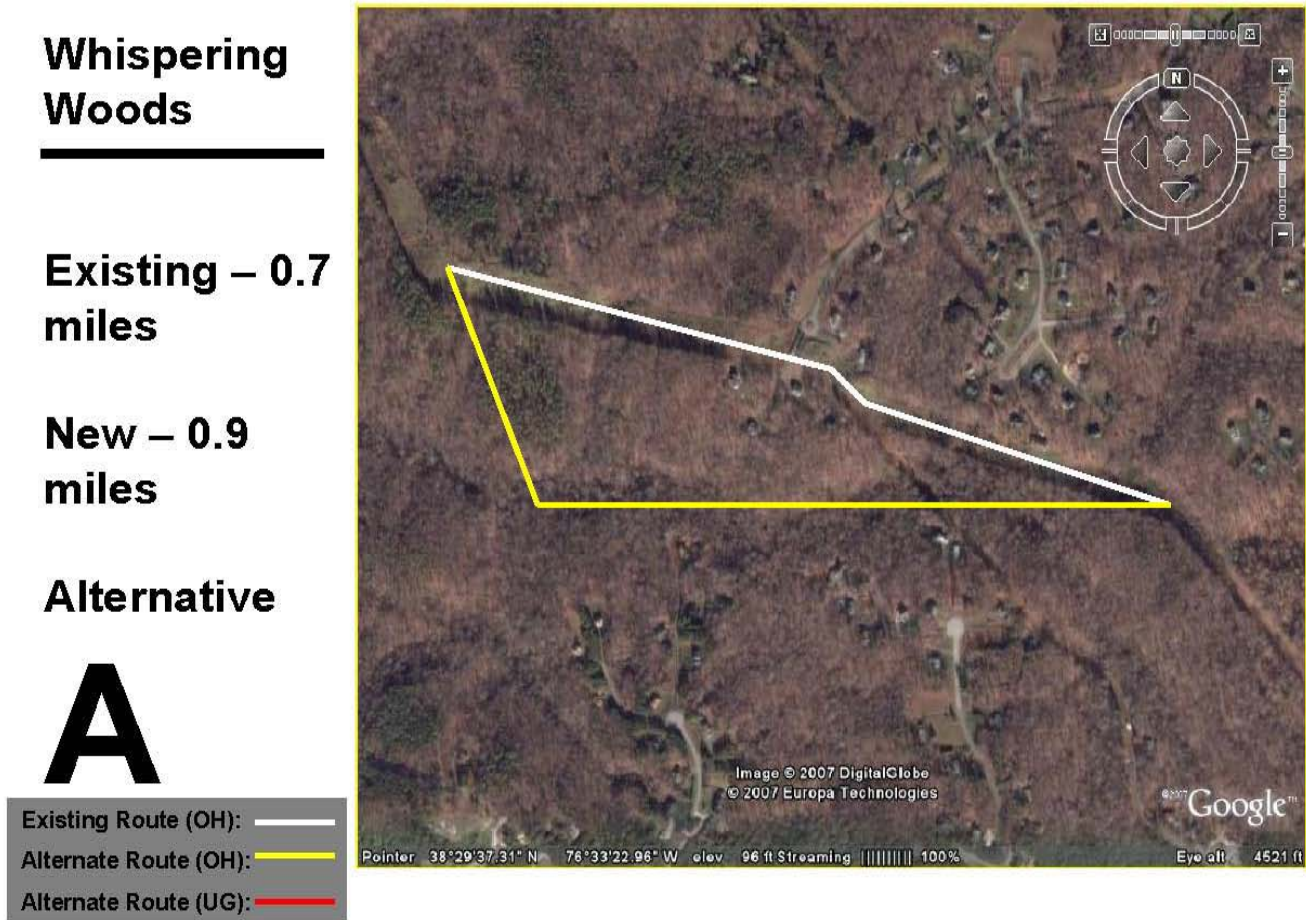 Whispering
Woods
Existing – 0.7
miles
New – 0.9
miles
Alternative
A
Existing Route (OH):
Alternate Route (OH):
Alternate Route (UG):
N
Image © 2007 DigitalGlobe
© 2007 Europa Technologies
©2007 Google™
Pointer 38°29'37.31" N 76°33'22.96" W elev 96 ft Streaming |||||||||| 100% Eye alt 4521 ft